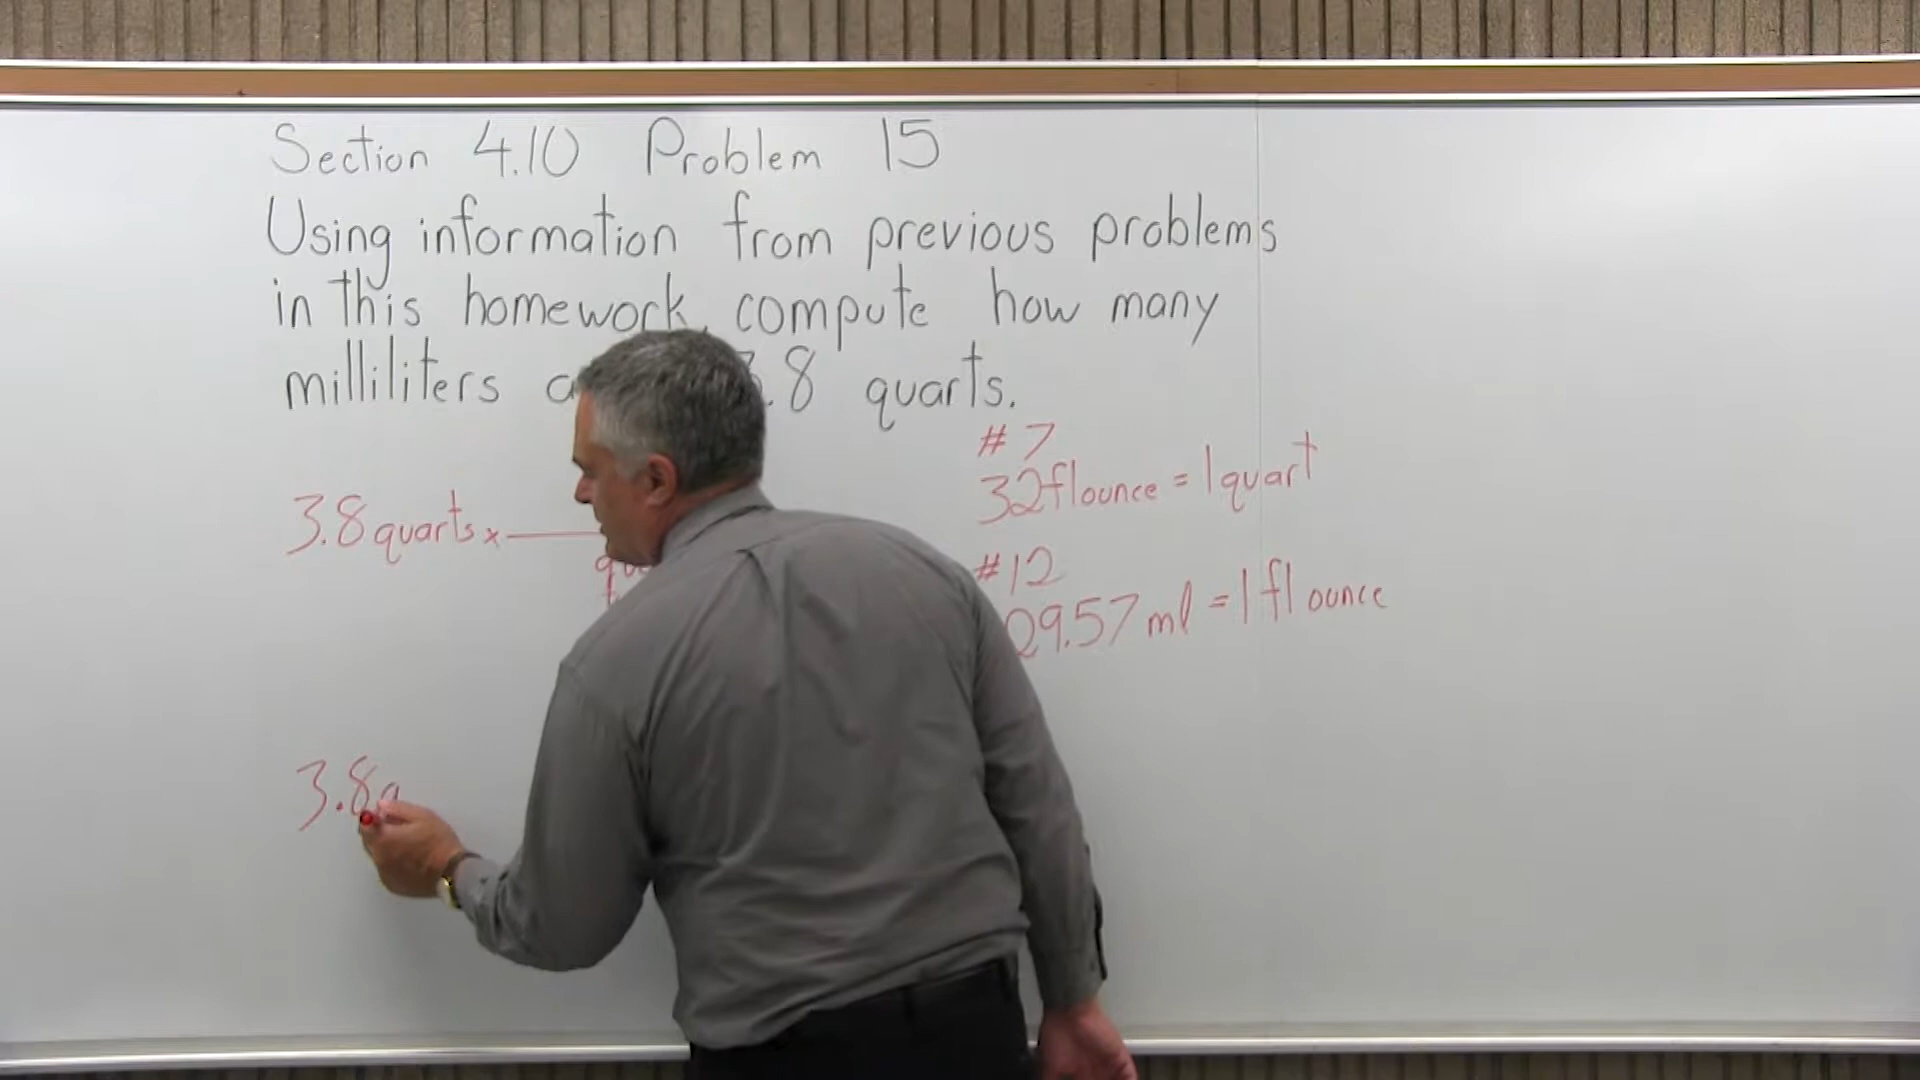 Section 4.10 Problem 15
Using information from previous problems
in this homework, compute how many
milliliters .8 quarts.
#7
32 fl ounce = 1 quart
3.8 quarts x
#12
29.57 ml = 1 fl ounce
3.8